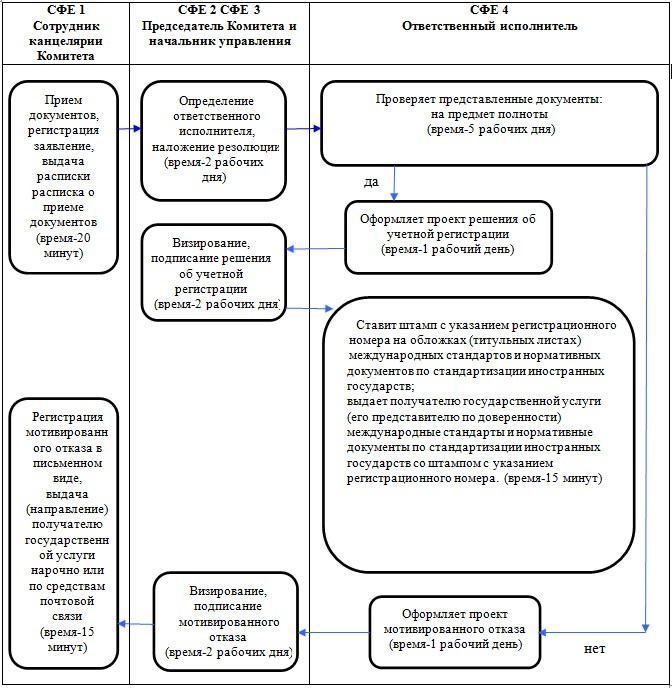 СФЕ 1
Сотрудник
канцелярии
Комитета
СФЕ 2 СФЕ 3
Председатель Комитета и
начальник управления
СФЕ 4
Ответственный исполнитель
Прием
документов,
регистрация
заявление,
выдача
расписки
расписка о
приеме
документов
(время-20
минут)
Определение
ответственного
исполнителя,
наложение резолюции
(время-2 рабочих
дня)
Проверяет представленные документы:
на предмет полноты
(время-5 рабочих дня)
да
Оформляет проект решения об
учетной регистрации
(время-1 рабочий день)
Визирование,
подписание решения
об учетной
регистрации
(время-2 рабочих дня)
Ставит штамп с указанием регистрационного
номера на обложках (титульных листах)
международных стандартов и нормативных
документов по стандартизации иностранных
государств;
выдает получателю государственной услуги
(его представителю по доверенности)
международные стандарты и нормативные
документы по стандартизации иностранных
государств со штампом с указанием
регистрационного номера. (время-15 минут)
Регистрация
мотивированн
ого отказа в
письменном
виде,
выдача
(направление)
получателю
государственн
ой услуги
нарочно или
по средствам
почтовой
связи
(время-15
минут)
Визирование,
подписание
мотивированного
отказа
(время-2 рабочих дня)
Оформляет проект
мотивированного отказа
(время-1 рабочий день)
нет